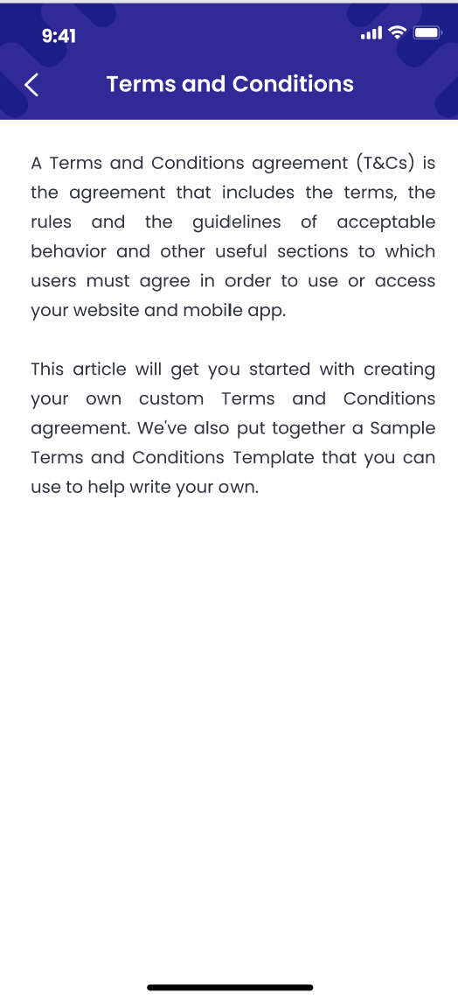 9:41
Terms and Conditions
A Terms and Conditions agreement (T&Cs) is
the agreement that includes the terms, the
rules and the guidelines of acceptable
behavior and other useful sections to which
users must agree in order to use or access
your website and mobile app.
This article will get you started with creating
your own custom Terms and Conditions
agreement. We've also put together a Sample
Terms and Conditions Template that you can
use to help write your own.